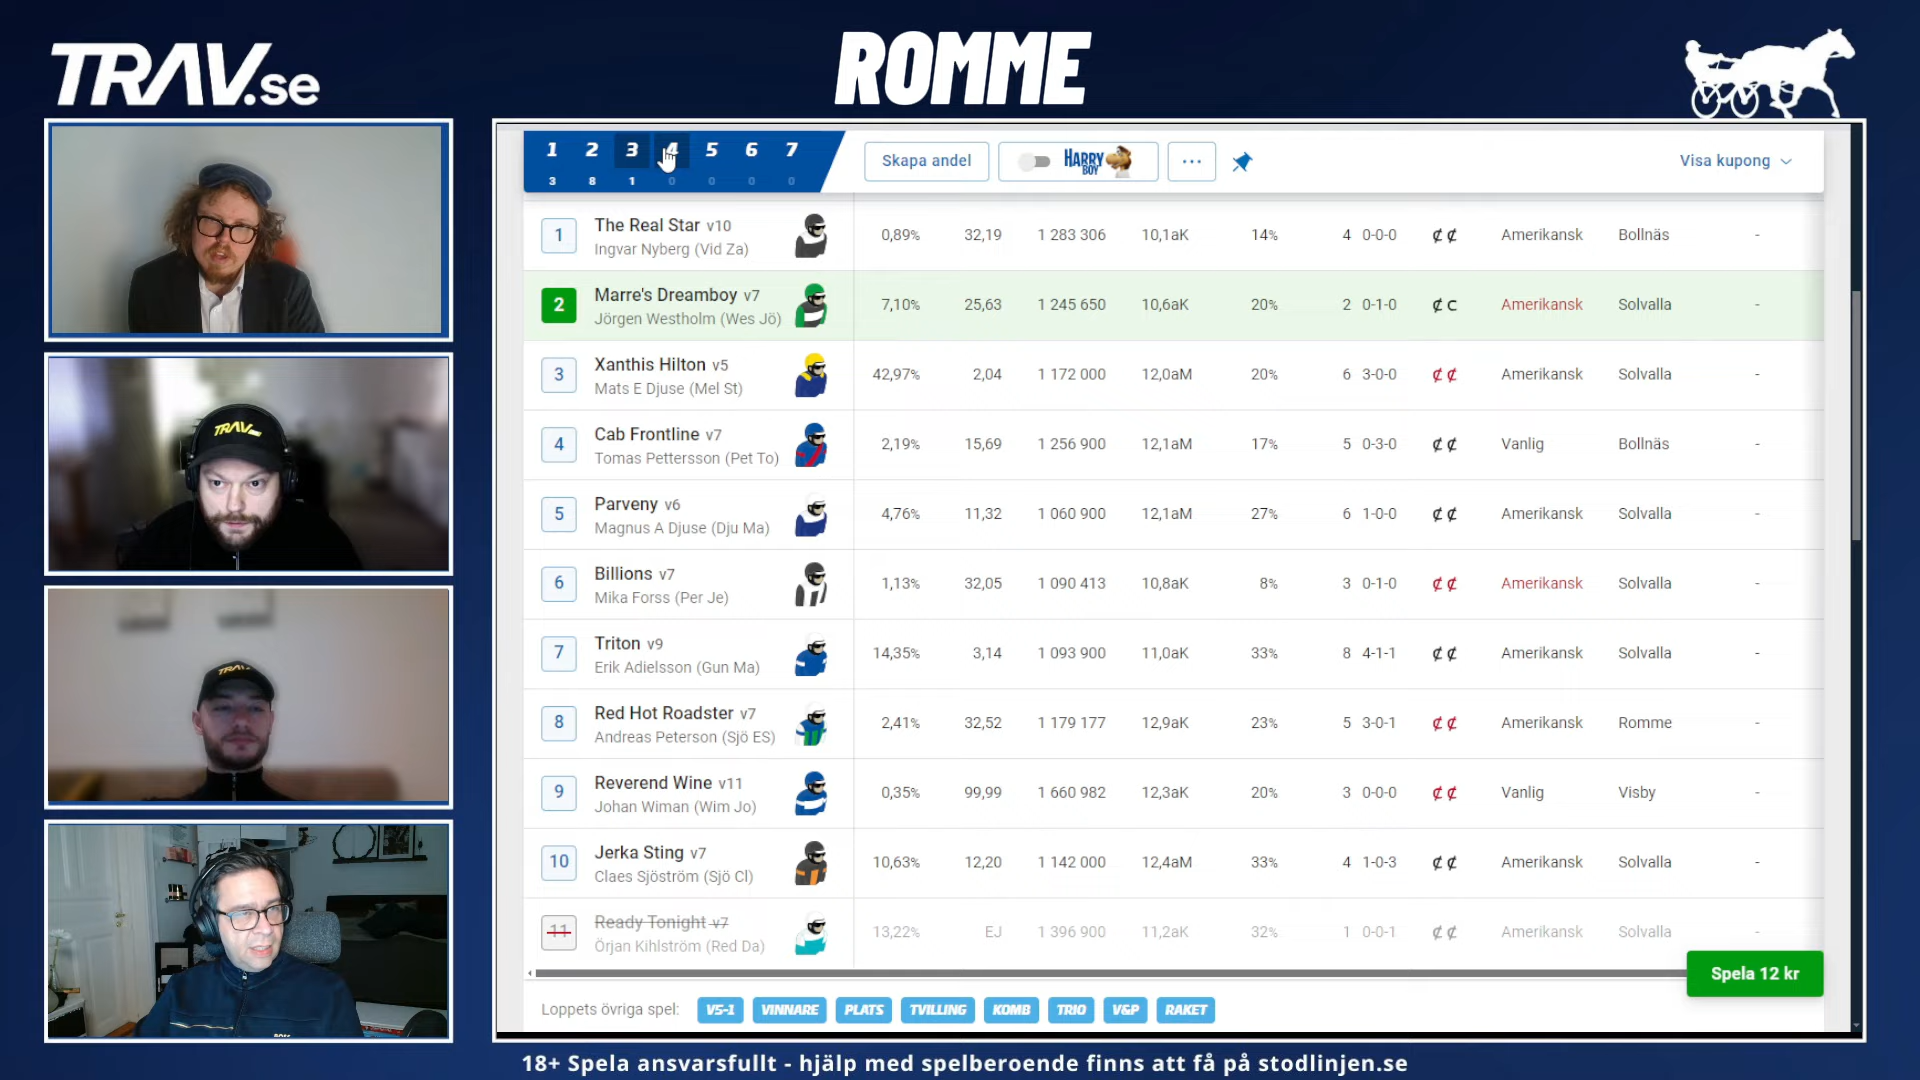 TRAV.se
ROMME
1 2 3 4 5 6 7
3 8 1 0 0 0 0
Skapa andel
HARRY BOY
...
Visa kupong
1 The Real Star v10 0,89% 32,19 1 283 306 10,1aK 14% 4 0-0-0 ¢ ¢ Amerikansk Bollnäs -
Ingvar Nyberg (Vid Za)
2 Marre's Dreamboy v7 7,10% 25,63 1 245 650 10,6aK 20% 2 0-1-0 ¢ c Amerikansk Solvalla -
Jörgen Westholm (Wes Jö)
3 Xanthis Hilton v5 42,97% 2,04 1 172 000 12,0aM 20% 6 3-0-0 ¢ ¢ Amerikansk Solvalla -
Mats E Djuse (Mel St)
4 Cab Frontline v7 2,19% 15,69 1 256 900 12,1aM 17% 5 0-3-0 ¢ ¢ Vanlig Bollnäs -
Tomas Pettersson (Pet To)
5 Parveny v6 4,76% 11,32 1 060 900 12,1aM 27% 6 1-0-0 ¢ ¢ Amerikansk Solvalla -
Magnus A Djuse (Dju Ma)
6 Billions v7 1,13% 32,05 1 090 413 10,8aK 8% 3 0-1-0 ¢ ¢ Amerikansk Solvalla -
Mika Forss (Per Je)
7 Triton v9 14,35% 3,14 1 093 900 11,0aK 33% 8 4-1-1 ¢ ¢ Amerikansk Solvalla -
Erik Adielsson (Gun Ma)
8 Red Hot Roadster v7 2,41% 32,52 1 179 177 12,9aK 23% 5 3-0-1 ¢ ¢ Amerikansk Romme -
Andreas Peterson (Sjö ES)
9 Reverend Wine v11 0,35% 99,99 1 660 982 12,3aK 20% 3 0-0-0 ¢ ¢ Vanlig Visby -
Johan Wiman (Wim Jo)
10 Jerka Sting v7 10,63% 12,20 1 142 000 12,4aM 33% 4 1-0-3 ¢ ¢ Amerikansk Solvalla -
Claes Sjöström (Sjö Cl)
11 Ready Tonight v7 13,22% EJ 1 396 900 11,2aK 32% 1 0-0-1 ¢ ¢ Amerikansk Solvalla -
Örjan Kihlström (Red Da)
Spela 12 kr
Loppets övriga spel: V5-1 VINNARE PLATS TVILLING KOMB TRIO V&P RAKET
TRAV.se
TRAV
BOSS
18+ Spela ansvarsfullt - hjälp med spelberoende finns att få på stodlinjen.se